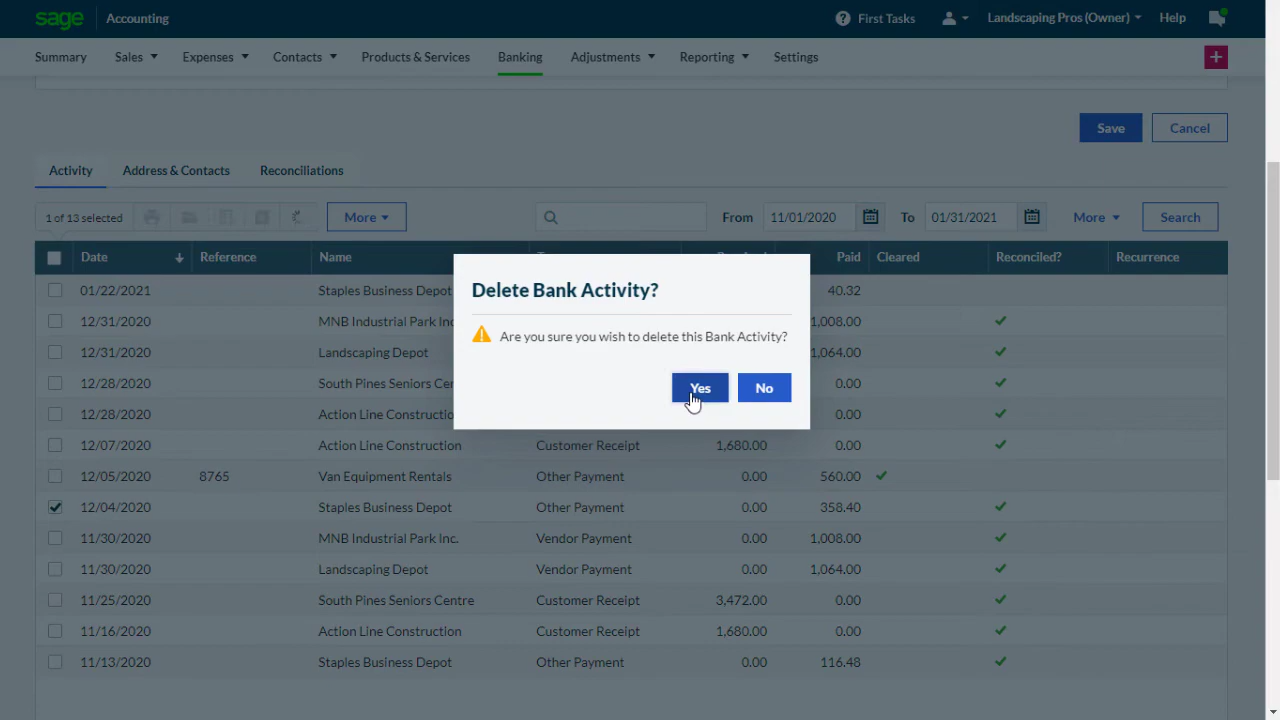 sage Accounting First Tasks Landscaping Pros (Owner) Help
Summary Sales Expenses Contacts Products & Services Banking Adjustments Reporting Settings
Save Cancel
Activity Address & Contacts Reconciliations
1 of 13 selected More From 11/01/2020 To 01/31/2021 More Search
Date Reference Name Paid Cleared Reconciled? Recurrence
Delete Bank Activity?
Are you sure you wish to delete this Bank Activity?
Yes No
01/22/2021 Staples Business Depot 40.32
12/31/2020 MNB Industrial Park Inc 1,008.00
12/31/2020 Landscaping Depot 1,064.00
12/28/2020 South Pines Seniors Cen 0.00
12/28/2020 Action Line Constructio 0.00
12/07/2020 Action Line Construction Customer Receipt 1,680.00 0.00
12/05/2020 8765 Van Equipment Rentals Other Payment 0.00 560.00
12/04/2020 Staples Business Depot Other Payment 0.00 358.40
11/30/2020 MNB Industrial Park Inc. Vendor Payment 0.00 1,008.00
11/30/2020 Landscaping Depot Vendor Payment 0.00 1,064.00
11/25/2020 South Pines Seniors Centre Customer Receipt 3,472.00 0.00
11/16/2020 Action Line Construction Customer Receipt 1,680.00 0.00
11/13/2020 Staples Business Depot Other Payment 0.00 116.48